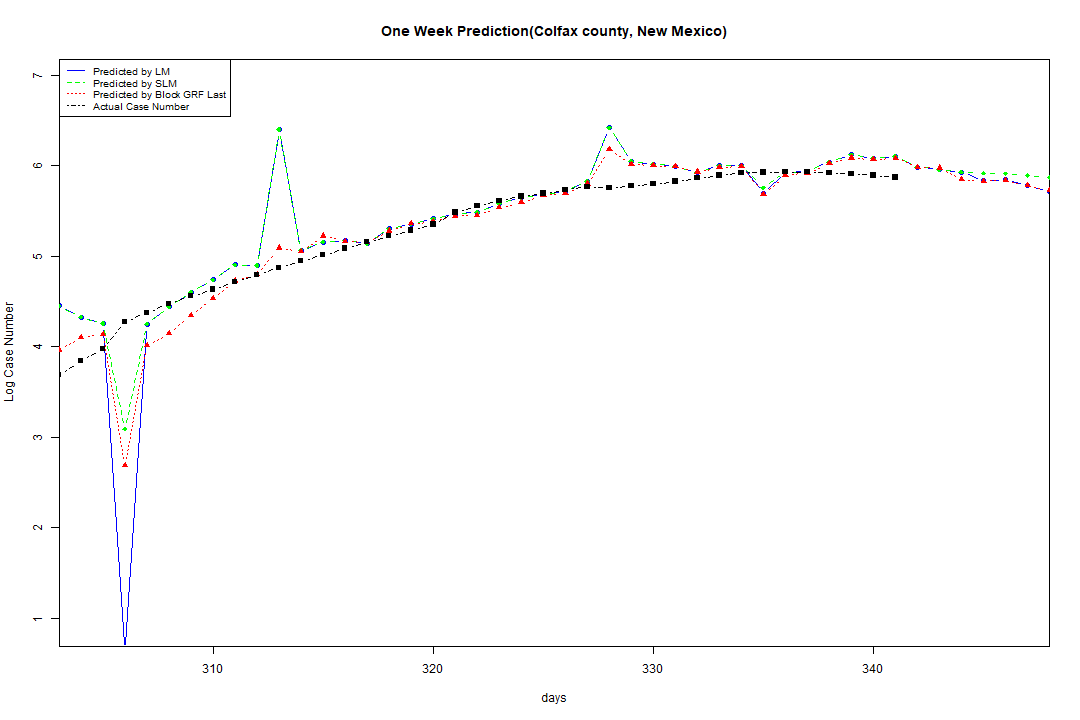 One Week Prediction(Colfax county, New Mexico)
Predicted by LM
Predicted by SLM
Predicted by Block GRF Last
Actual Case Number
7
6
5
4
3
2
1
Log Case Number
310 320 330 340
days